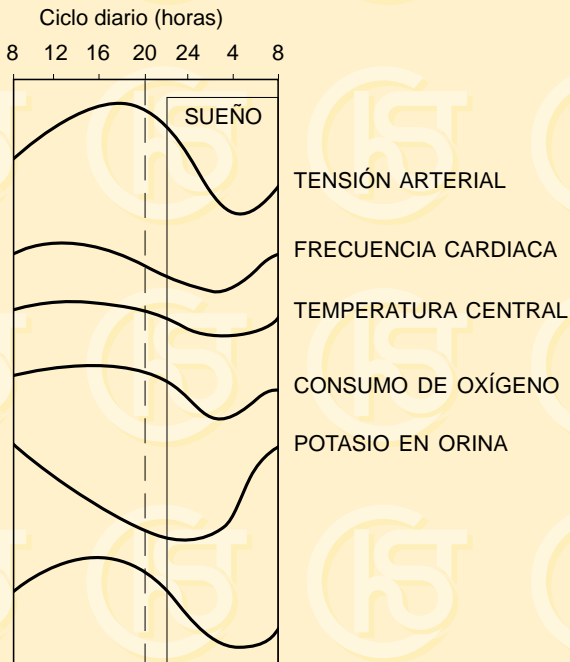 Ciclo diario (horas)
8 12 16 20 24 4 8
SUEÑO
TENSIÓN ARTERIAL
FRECUENCIA CARDIACA
TEMPERATURA CENTRAL
CONSUMO DE OXÍGENO
POTASIO EN ORINA